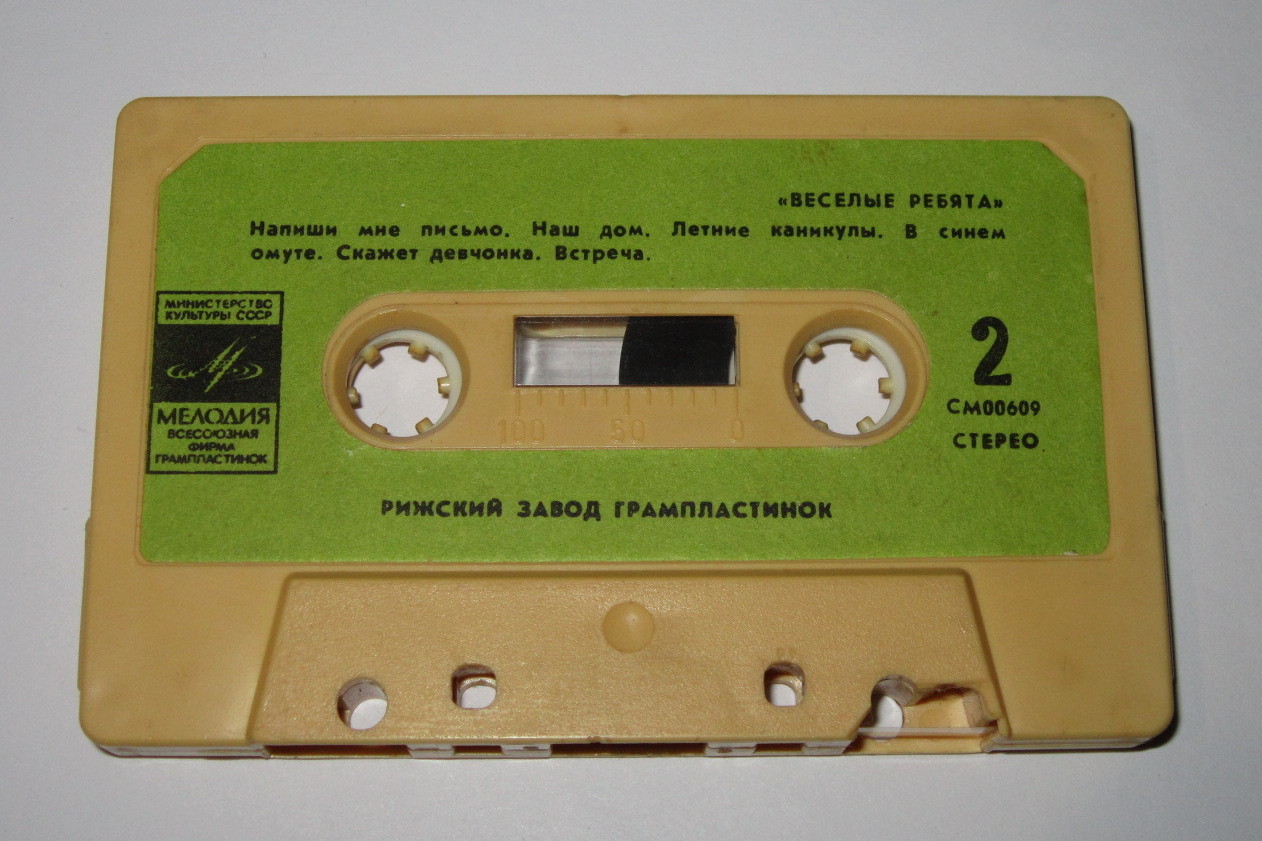 «ВЕСЕЛЫЕ РЕБЯТА»
Напиши мне письмо. Наш дом. Летние каникулы. В синем
омуте. Скажет девчонка. Встреча.
МИНИСТЕРСТВО
КУЛЬТУРЫ СССР
МЕЛОДИЯ
ВСЕСОЮЗНАЯ
ФИРМА
ГРАМПЛАСТИНОК
2
СМ00609
СТЕРЕО
100 50 0
РИЖСКИЙ ЗАВОД ГРАМПЛАСТИНОК